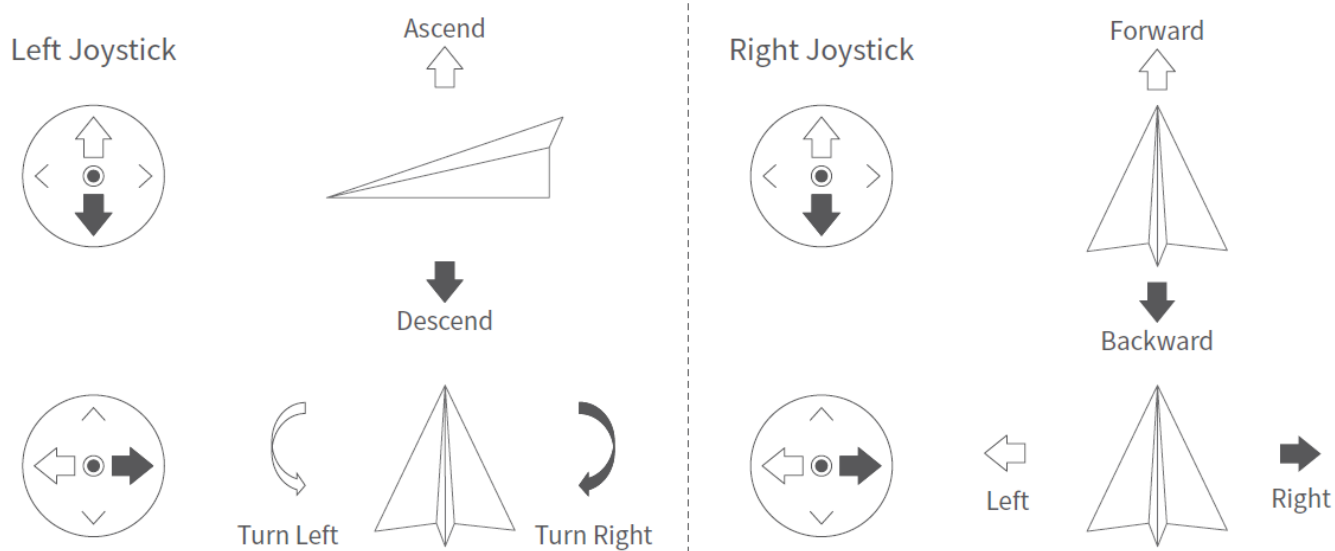 Left Joystick
Ascend
Descend
Turn Left
Turn Right
Right Joystick
Forward
Backward
Left
Right